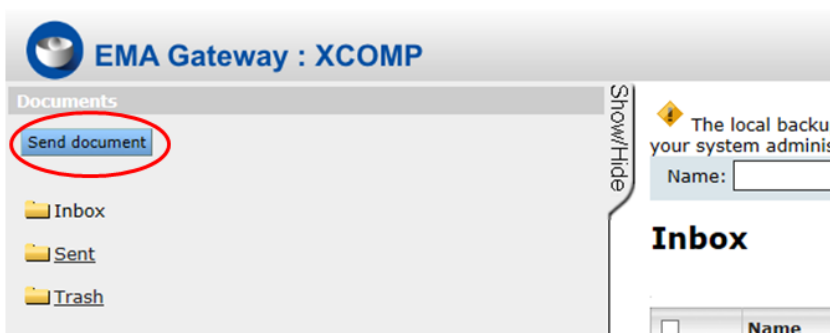 EMA Gateway : XCOMP
Documents
Send document
Inbox
Sent
Trash
Show/Hide
The local backu
your system adminis
Name:
Inbox
Name